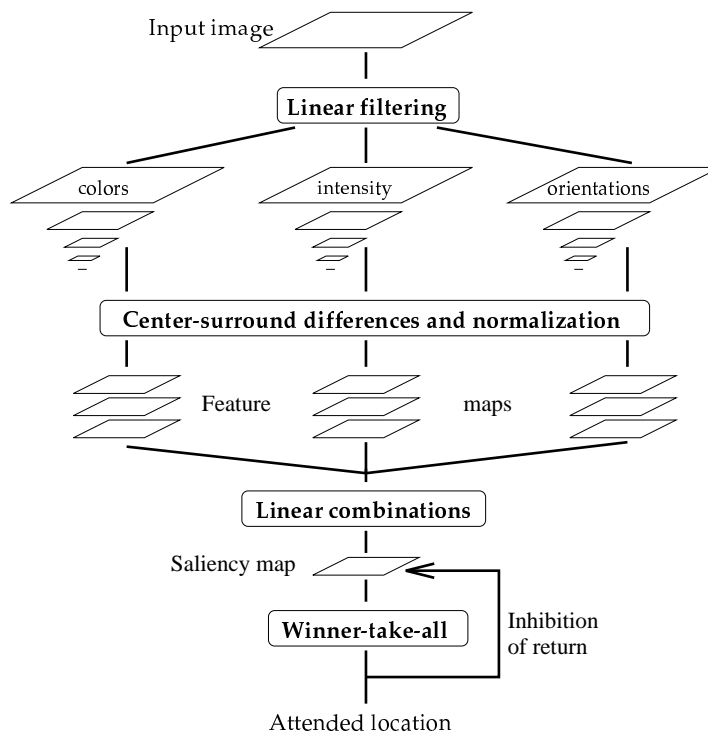 Input image
Linear filtering
colors
intensity
orientations
Center-surround differences and normalization
Feature
maps
Linear combinations
Saliency map
Winner-take-all
Inhibition
of return
Attended location